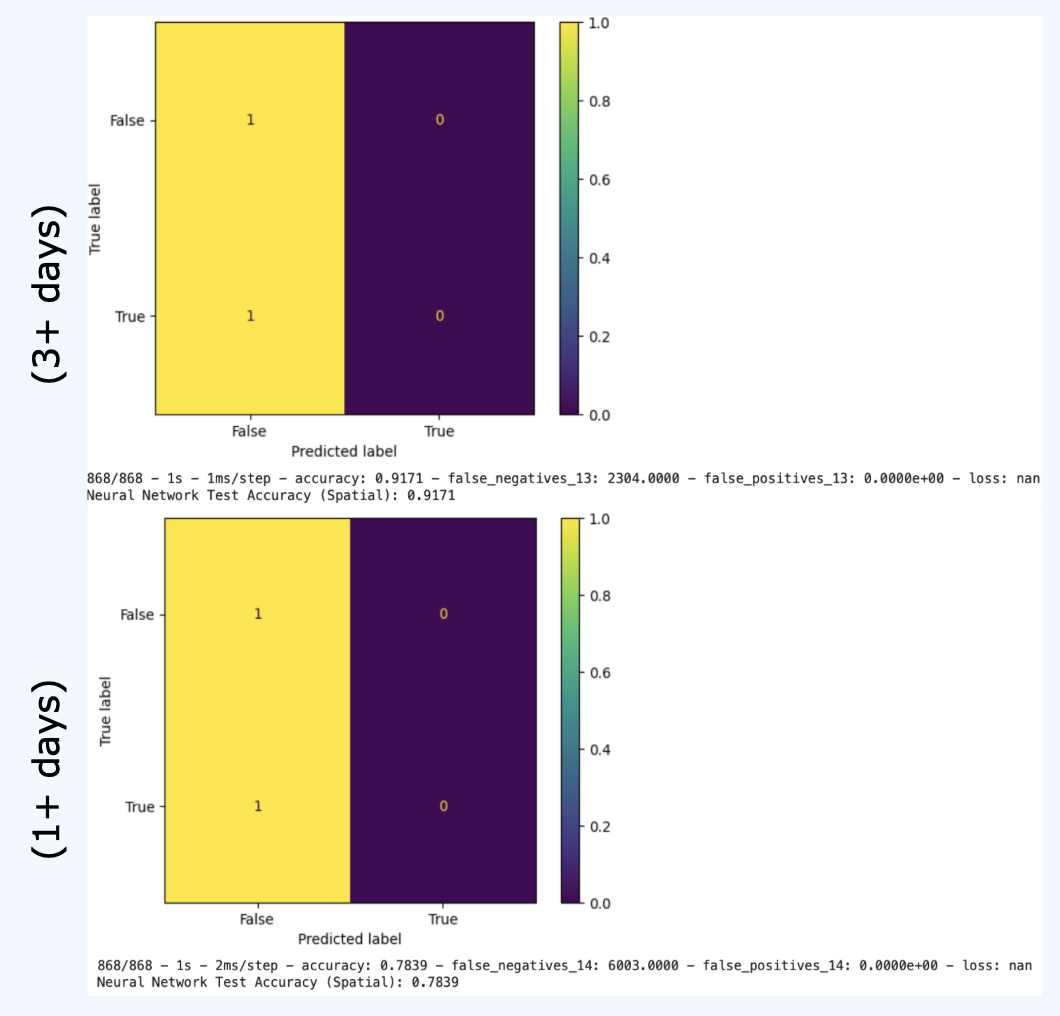 (3+ days)
True label
1.0
0.8
0.6
0.4
0.2
0.0
False
1
0
True
1
0
False
True
Predicted label
868/868 - 1s - 1ms/step - accuracy: 0.9171 - false_negatives_13: 2304.0000 - false_positives_13: 0.0000e+00 - loss: nan
Neural Network Test Accuracy (Spatial): 0.9171
(1+ days)
True label
1.0
0.8
0.6
0.4
0.2
0.0
False
1
0
True
1
0
False
True
Predicted label
868/868 - 1s - 2ms/step - accuracy: 0.7839 - false_negatives_14: 6003.0000 - false_positives_14: 0.0000e+00 - loss: nan
Neural Network Test Accuracy (Spatial): 0.7839